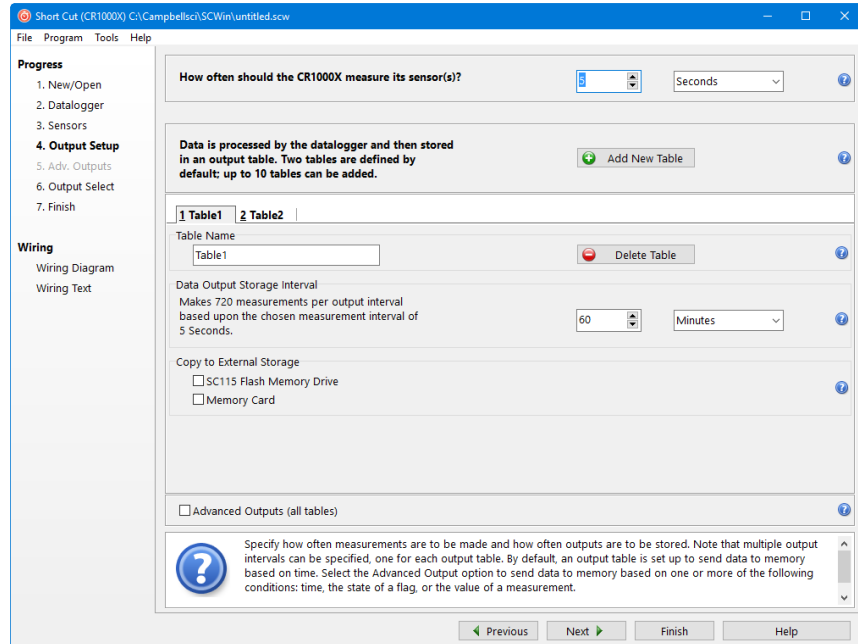 Short Cut (CR1000X) C:\Campbellsci\SCWin\untitled.scw
File Program Tools Help
Progress
1. New/Open
2. Datalogger
3. Sensors
4. Output Setup
5. Adv. Outputs
6. Output Select
7. Finish
Wiring
Wiring Diagram
Wiring Text
How often should the CR1000X measure its sensor(s)?
5
Seconds
Data is processed by the datalogger and then stored
in an output table. Two tables are defined by
default; up to 10 tables can be added.
Add New Table
1 Table1
2 Table2
Table Name
Table1
Delete Table
Data Output Storage Interval
Makes 720 measurements per output interval
based upon the chosen measurement interval of
5 Seconds.
60
Minutes
Copy to External Storage
SC115 Flash Memory Drive
Memory Card
Advanced Outputs (all tables)
Specify how often measurements are to be made and how often outputs are to be stored. Note that multiple output
intervals can be specified, one for each output table. By default, an output table is set up to send data to memory
based on time. Select the Advanced Output option to send data to memory based on one or more of the following
conditions: time, the state of a flag, or the value of a measurement.
Previous
Next
Finish
Help